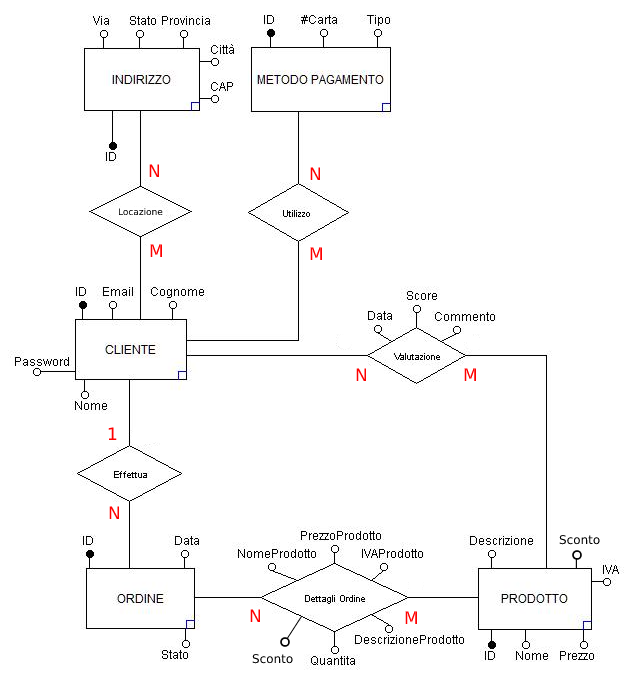 Via Stato Provincia
ID #Carta Tipo
Città
INDIRIZZO
METODO PAGAMENTO
CAP
ID
N
N
Locazione
Utilizzo
M
M
ID Email Cognome
Score
Data Commento
CLIENTE
Valutazione
Password
N
M
Nome
1
Effettua
N
ID Data
PrezzoProdotto
Descrizione
Sconto
NomeProdotto
IVAProdotto
IVA
ORDINE
Dettagli Ordine
PRODOTTO
N
M
DescrizioneProdotto
Stato
Sconto
Quantita
ID Nome Prezzo